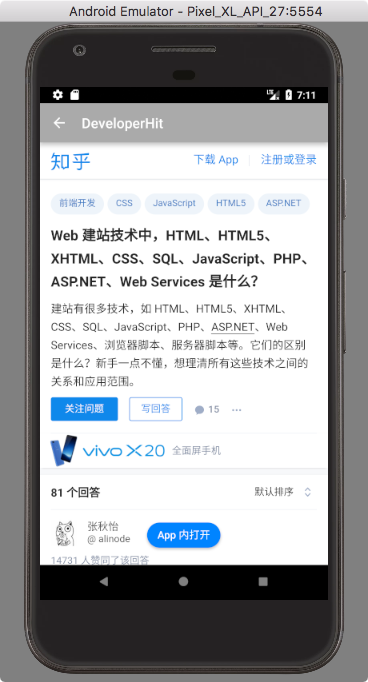 Android Emulator - Pixel_XL_API_27:5554
LTE 7:11
DeveloperHit
知乎 下载 App 注册或登录
前端开发 CSS JavaScript HTML5 ASP.NET
Web 建站技术中，HTML、HTML5、
XHTML、CSS、SQL、JavaScript、PHP、
ASP.NET、Web Services 是什么？
建站有很多技术，如 HTML、HTML5、XHTML、
CSS、SQL、JavaScript、PHP、ASP.NET、Web
Services、浏览器脚本、服务器脚本等。它们的区别
是什么？新手一点不懂，想理清所有这些技术之间的
关系和应用范围。
关注问题 写回答 15 ···
vivo X20 全面屏手机
81 个回答 默认排序
张秋怡
@ alinode
App 内打开
14731 人赞同了该回答